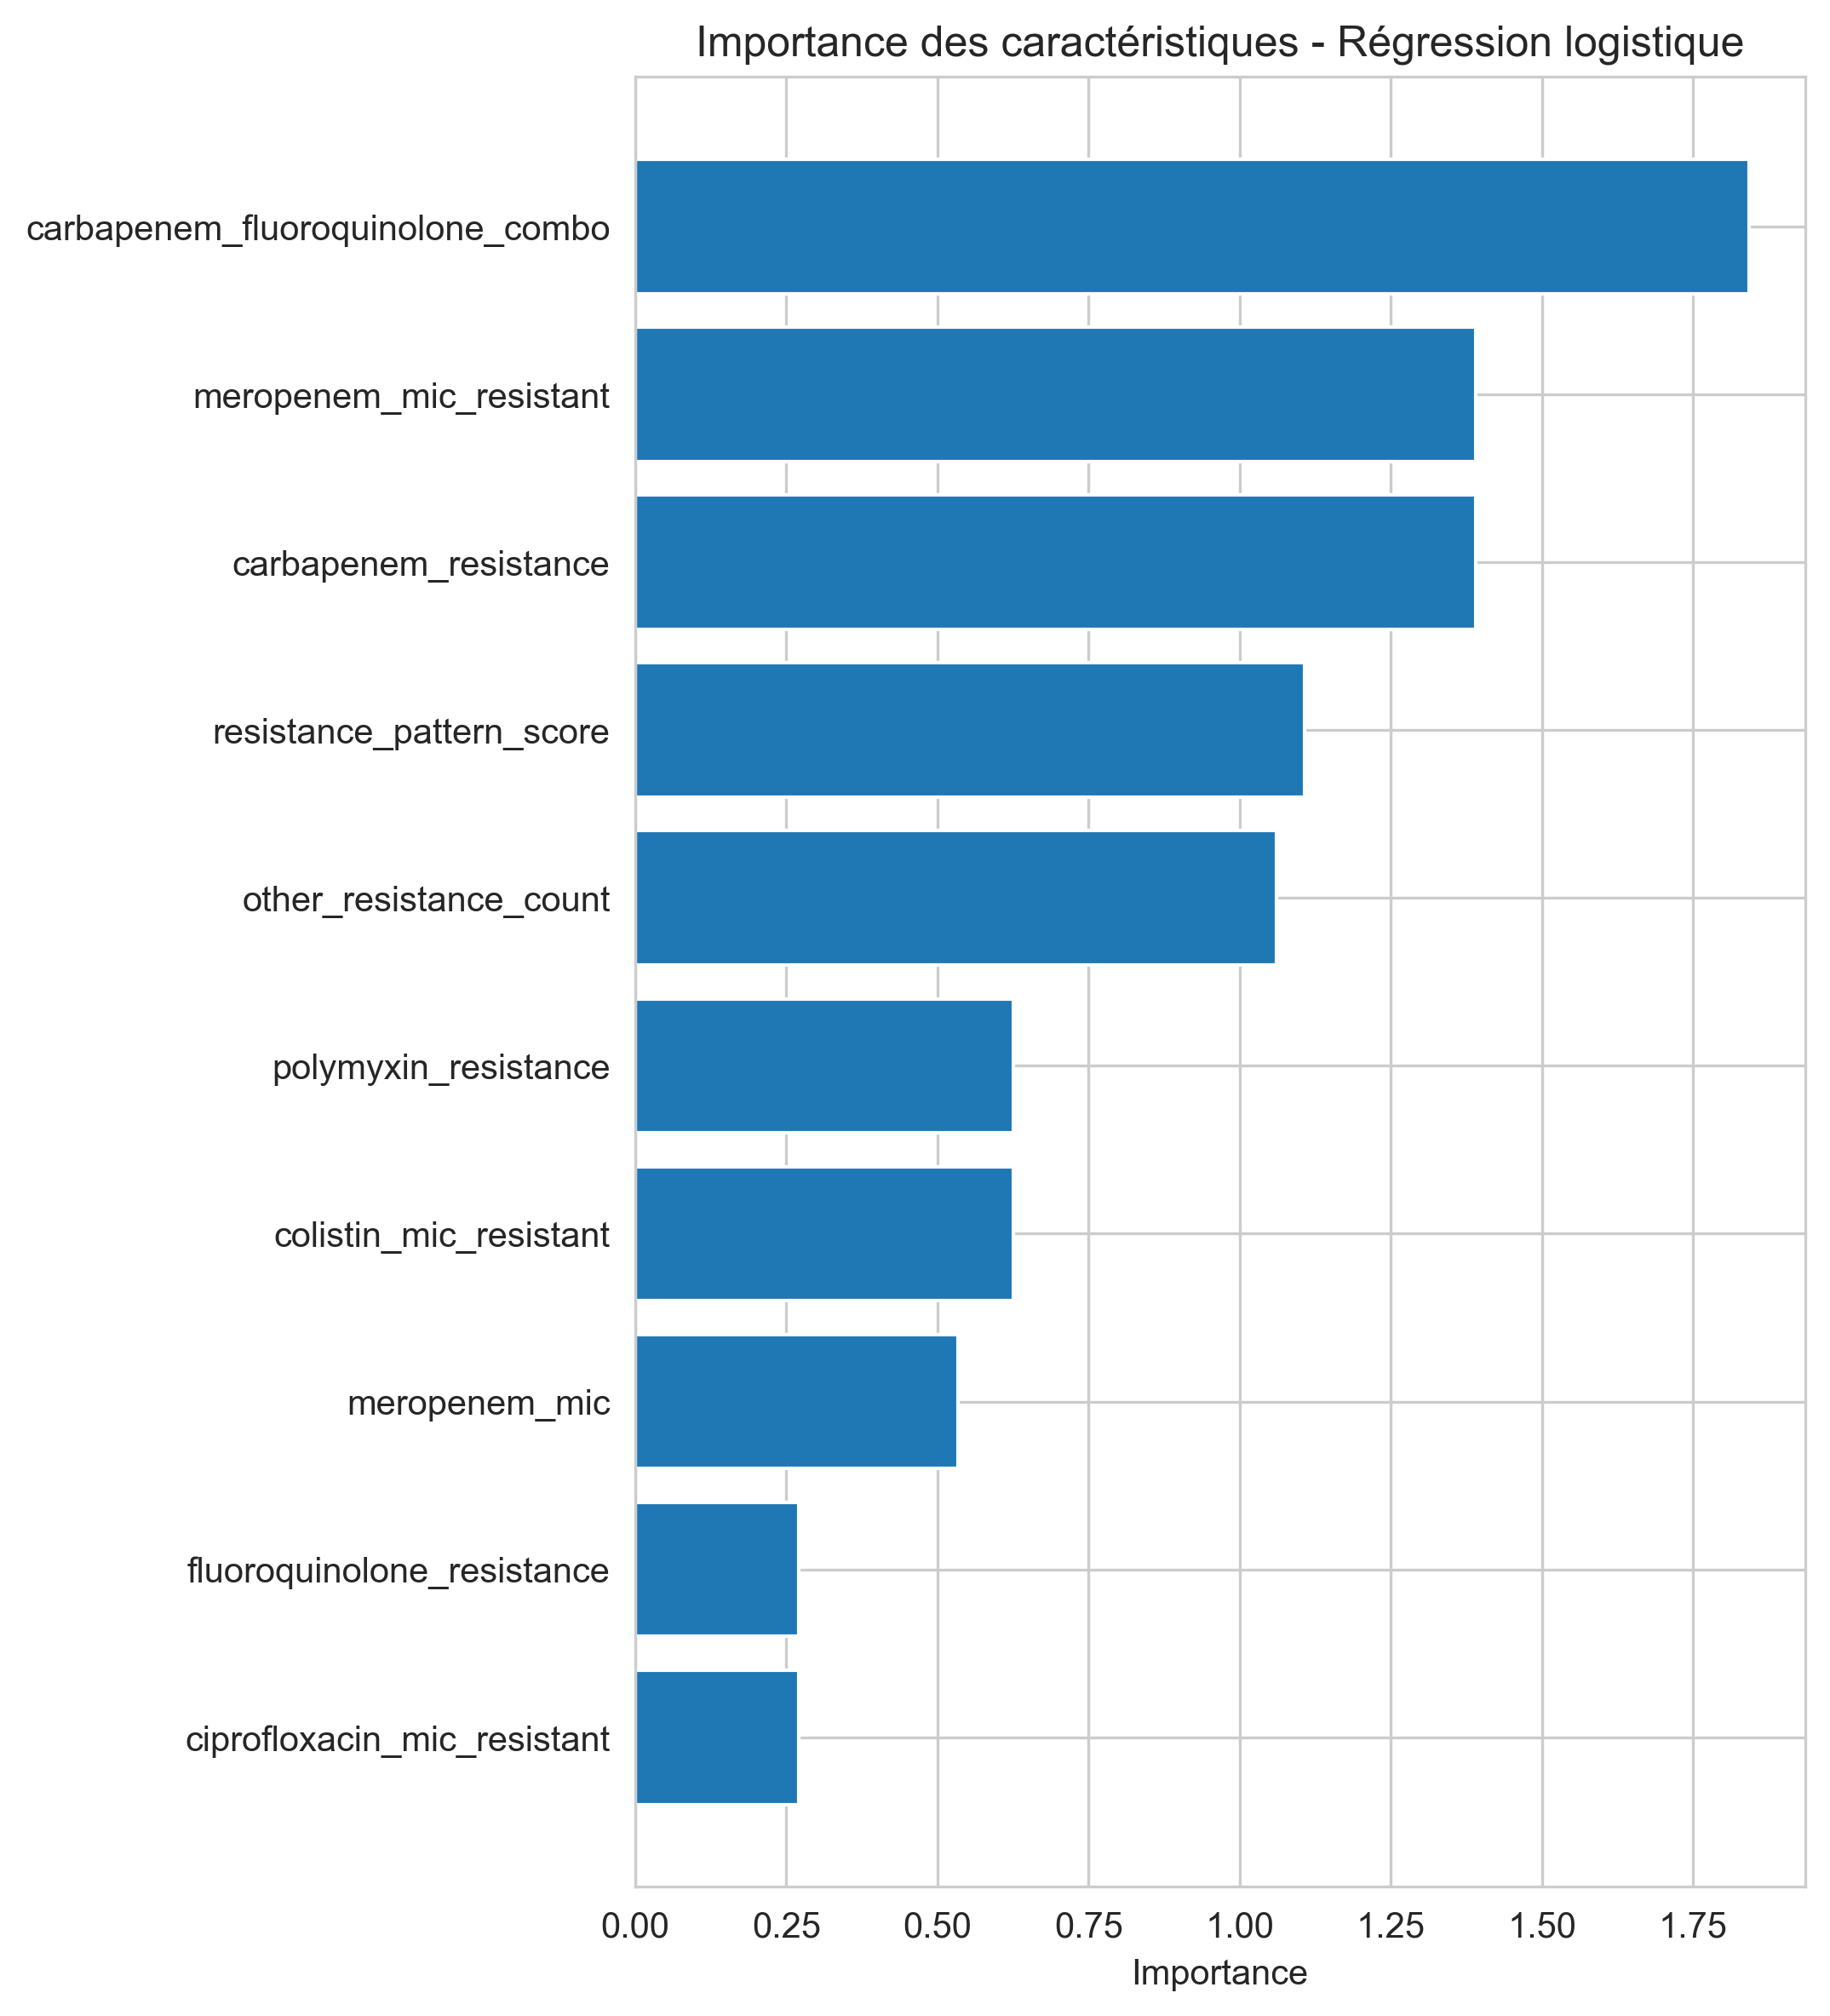 Importance des caractéristiques - Régression logistique
carbapenem_fluoroquinolone_combo
meropenem_mic_resistant
carbapenem_resistance
resistance_pattern_score
other_resistance_count
polymyxin_resistance
colistin_mic_resistant
meropenem_mic
fluoroquinolone_resistance
ciprofloxacin_mic_resistant
0.00 0.25 0.50 0.75 1.00 1.25 1.50 1.75
Importance